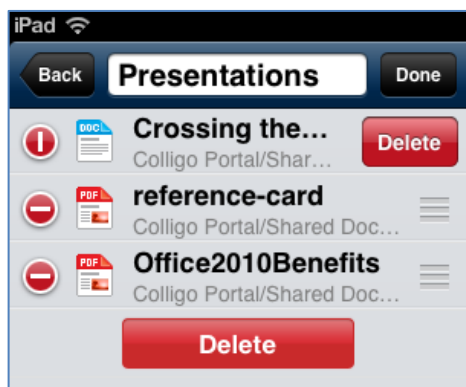 iPad
Back Presentations Done
DOC Crossing the... Delete
Colligo Portal/Shar...
PDF reference-card
Colligo Portal/Shared Doc...
PDF Office2010Benefits
Colligo Portal/Shared Doc...
Delete